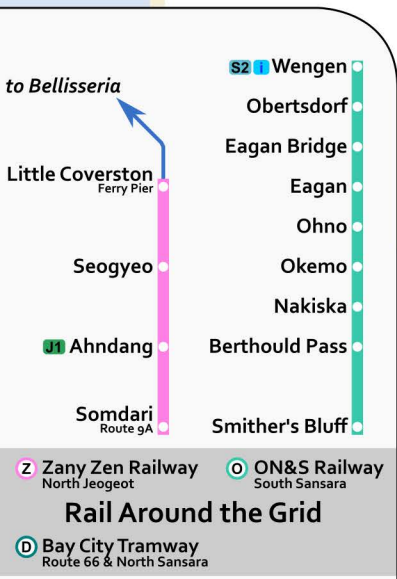 to Bellisseria
Little Coverston
Ferry Pier
Seogyeo
J1 Ahndang
Somdari
Route 9A
S2 i Wengen
Obertsdorf
Eagan Bridge
Eagan
Ohno
Okemo
Nakiska
Berthould Pass
Smither's Bluff
Z Zany Zen Railway
North Jeogeot
O ON&S Railway
South Sansara
Rail Around the Grid
D Bay City Tramway
Route 66 & North Sansara